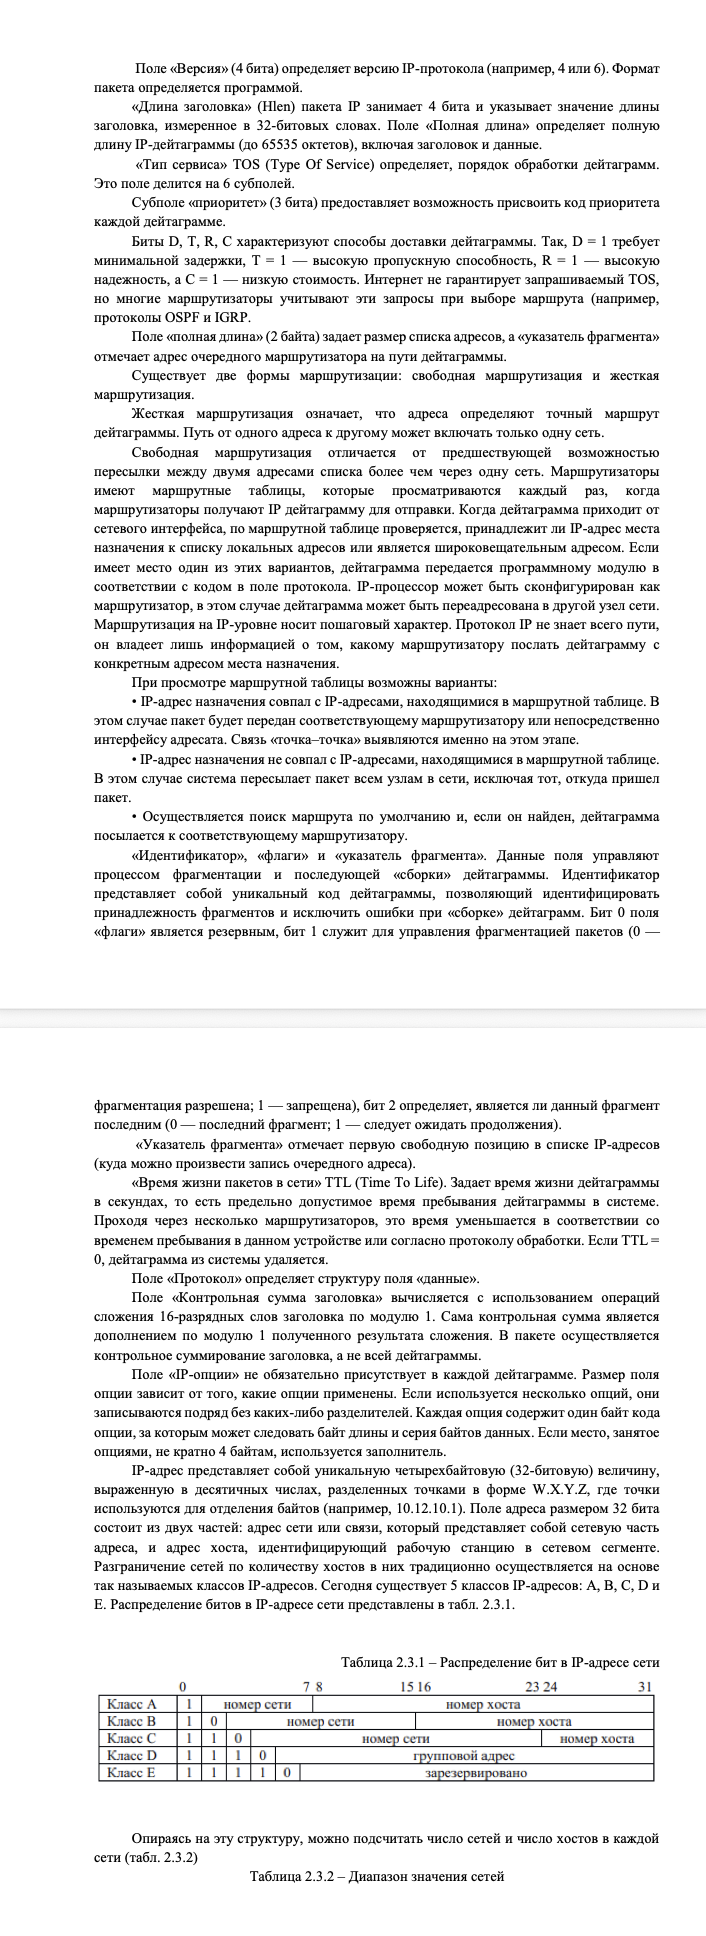 Поле «Версия» (4 бита) определяет версию IP-протокола (например, 4 или 6). Формат
пакета определяется программой.
«Длина заголовка» (Hlen) пакета IP занимает 4 бита и указывает значение длины
заголовка, измеренное в 32-битовых словах. Поле «Полная длина» определяет полную
длину IP-дейтаграммы (до 65535 октетов), включая заголовок и данные.
«Тип сервиса» TOS (Type Of Service) определяет, порядок обработки дейтаграмм.
Это поле делится на 6 субполей.
Субполе «приоритет» (3 бита) предоставляет возможность присвоить код приоритета
каждой дейтаграмме.
Биты D, T, R, C характеризуют способы доставки дейтаграммы. Так, D = 1 требует
минимальной задержки, T = 1 — высокую пропускную способность, R = 1 — высокую
надежность, а C = 1 — низкую стоимость. Интернет не гарантирует запрашиваемый TOS,
но многие маршрутизаторы учитывают эти запросы при выборе маршрута (например,
протоколы OSPF и IGRP.
Поле «полная длина» (2 байта) задает размер списка адресов, а «указатель фрагмента»
отмечает адрес очередного маршрутизатора на пути дейтаграммы.
Существует две формы маршрутизации: свободная маршрутизация и жесткая
маршрутизация.
Жесткая маршрутизация означает, что адреса определяют точный маршрут
дейтаграммы. Путь от одного адреса к другому может включать только одну сеть.
Свободная маршрутизация отличается от предшествующей возможностью
пересылки между двумя адресами списка более чем через одну сеть. Маршрутизаторы
имеют маршрутные таблицы, которые просматриваются каждый раз, когда
маршрутизаторы получают IP дейтаграмму для отправки. Когда дейтаграмма приходит от
сетевого интерфейса, по маршрутной таблице проверяется, принадлежит ли IP-адрес места
назначения к списку локальных адресов или является широковещательным адресом. Если
имеет место один из этих вариантов, дейтаграмма передается программному модулю в
соответствии с кодом в поле протокола. IP-процессор может быть сконфигурирован как
маршрутизатор, в этом случае дейтаграмма может быть переадресована в другой узел сети.
Маршрутизация на IP-уровне носит пошаговый характер. Протокол IP не знает всего пути,
он владеет лишь информацией о том, какому маршрутизатору послать дейтаграмму с
конкретным адресом места назначения.
При просмотре маршрутной таблицы возможны варианты:
• IP-адрес назначения совпал с IP-адресами, находящимися в маршрутной таблице. В
этом случае пакет будет передан соответствующему маршрутизатору или непосредственно
интерфейсу адресата. Связь «точка–точка» выявляются именно на этом этапе.
• IP-адрес назначения не совпал с IP-адресами, находящимися в маршрутной таблице.
В этом случае система пересылает пакет всем узлам в сети, исключая тот, откуда пришел
пакет.
• Осуществляется поиск маршрута по умолчанию и, если он найден, дейтаграмма
посылается к соответствующему маршрутизатору.
«Идентификатор», «флаги» и «указатель фрагмента». Данные поля управляют
процессом фрагментации и последующей «сборки» дейтаграммы. Идентификатор
представляет собой уникальный код дейтаграммы, позволяющий идентифицировать
принадлежность фрагментов и исключить ошибки при «сборке» дейтаграмм. Бит 0 поля
«флаги» является резервным, бит 1 служит для управления фрагментацией пакетов (0 —
фрагментация разрешена; 1 — запрещена), бит 2 определяет, является ли данный фрагмент
последним (0 — последний фрагмент; 1 — следует ожидать продолжения).
«Указатель фрагмента» отмечает первую свободную позицию в списке IP-адресов
(куда можно произвести запись очередного адреса).
«Время жизни пакетов в сети» TTL (Time To Life). Задает время жизни дейтаграммы
в секундах, то есть предельно допустимое время пребывания дейтаграммы в системе.
Проходя через несколько маршрутизаторов, это время уменьшается в соответствии со
временем пребывания в данном устройстве или согласно протоколу обработки. Если TTL =
0, дейтаграмма из системы удаляется.
Поле «Протокол» определяет структуру поля «данные».
Поле «Контрольная сумма заголовка» вычисляется с использованием операций
сложения 16-разрядных слов заголовка по модулю 1. Сама контрольная сумма является
дополнением по модулю 1 полученного результата сложения. В пакете осуществляется
контрольное суммирование заголовка, а не всей дейтаграммы.
Поле «IP-опции» не обязательно присутствует в каждой дейтаграмме. Размер поля
опции зависит от того, какие опции применены. Если используется несколько опций, они
записываются подряд без каких-либо разделителей. Каждая опция содержит один байт кода
опции, за которым может следовать байт длины и серия байтов данных. Если место, занятое
опциями, не кратно 4 байтам, используется заполнитель.
IP-адрес представляет собой уникальную четырехбайтовую (32-битовую) величину,
выраженную в десятичных числах, разделенных точками в форме W.X.Y.Z, где точки
используются для отделения байтов (например, 10.12.10.1). Поле адреса размером 32 бита
состоит из двух частей: адрес сети или связи, который представляет собой сетевую часть
адреса, и адрес хоста, идентифицирующий рабочую станцию в сетевом сегменте.
Разграничение сетей по количеству хостов в них традиционно осуществляется на основе
так называемых классов IP-адресов. Сегодня существует 5 классов IP-адресов: A, B, C, D и
E. Распределение битов в IP-адресе сети представлены в табл. 2.3.1.
Таблица 2.3.1 – Распределение бит в IP-адресе сети
0 7 8 15 16 23 24 31
Класс A 1 номер сети номер хоста
Класс B 1 0 номер сети номер хоста
Класс C 1 1 0 номер сети номер хоста
Класс D 1 1 1 0 групповой адрес
Класс E 1 1 1 1 0 зарезервировано
Опираясь на эту структуру, можно подсчитать число сетей и число хостов в каждой
сети (табл. 2.3.2)
Таблица 2.3.2 – Диапазон значения сетей